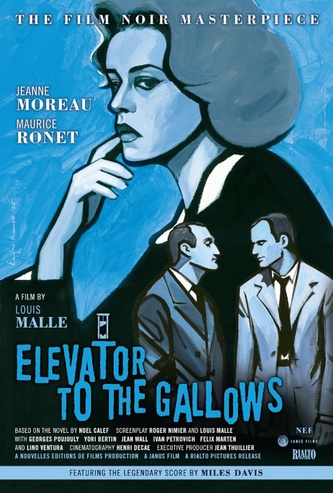 THE FILM NOIR MASTERPIECE
JEANNE
MOREAU
MAURICE
RONET
A FILM BY
LOUIS
MALLE
ELEVATOR
TO THE GALLOWS
BASED ON THE NOVEL BY NOEL CALEF SCREENPLAY ROGER NIMIER AND LOUIS MALLE
WITH GEORGES POUJOULY YORI BERTIN JEAN WALL IVAN PETROVICH FELIX MARTEN
AND LINO VENTURA CINEMATOGRAPHY HENRI DECAE EXECUTIVE PRODUCER JEAN THUILLIER
A NOUVELLES EDITIONS DE FILMS PRODUCTION A JANUS FILM A RIALTO PICTURES RELEASE
NEF
JANUS FILMS
RIALTO
FEATURING THE LEGENDARY SCORE BY MILES DAVIS